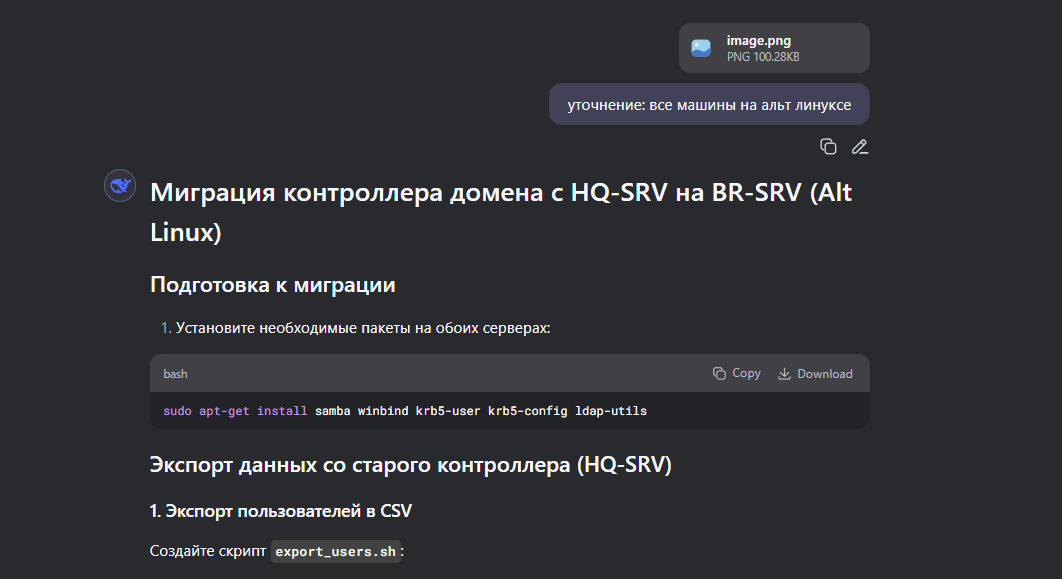 image.png
PNG 100.28KB
уточнение: все машины на альт линуксе
Миграция контроллера домена с HQ-SRV на BR-SRV (Alt
Linux)
Подготовка к миграции
1. Установите необходимые пакеты на обоих серверах:
bash
Copy
Download
sudo apt-get install samba winbind krb5-user krb5-config ldap-utils
Экспорт данных со старого контроллера (HQ-SRV)
1. Экспорт пользователей в CSV
Создайте скрипт export_users.sh: